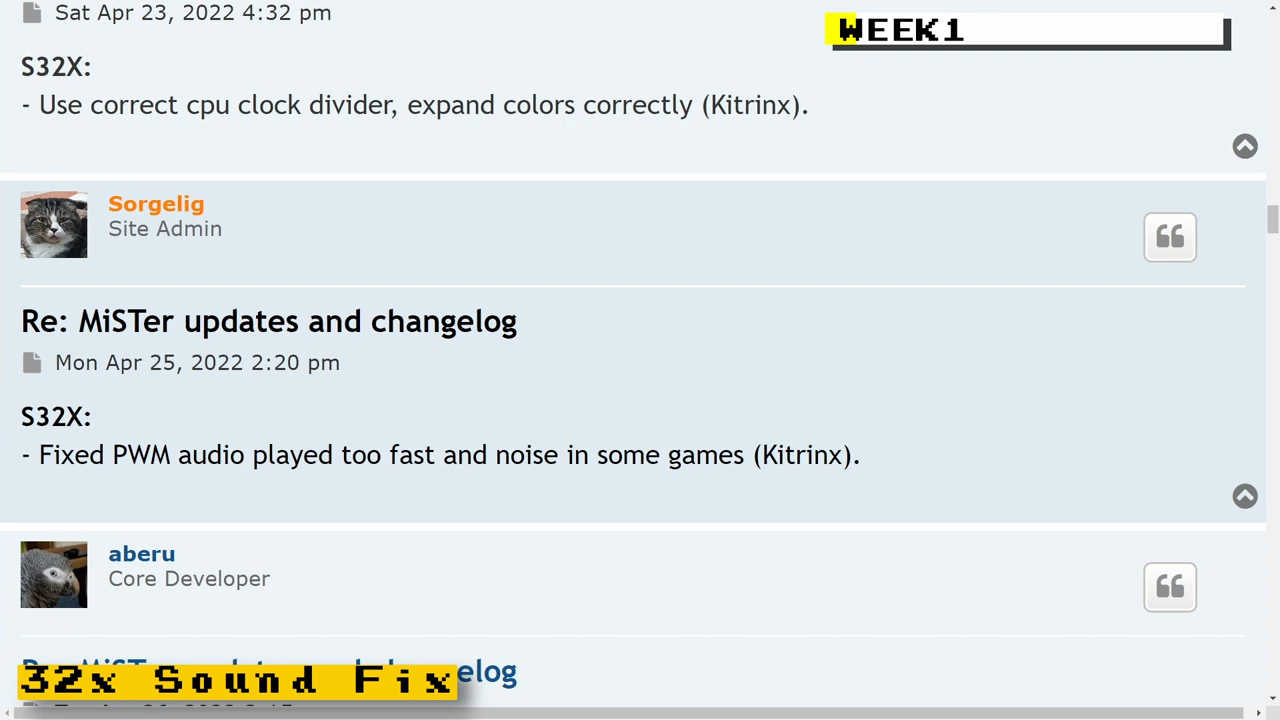 Sat Apr 23, 2022 4:32 pm
WEEK1
S32X:
- Use correct cpu clock divider, expand colors correctly (Kitrinx).
Sorgelig
Site Admin
Re: MiSTer updates and changelog
Mon Apr 25, 2022 2:20 pm
S32X:
- Fixed PWM audio played too fast and noise in some games (Kitrinx).
aberu
Core Developer
elog
32x Sound Fix